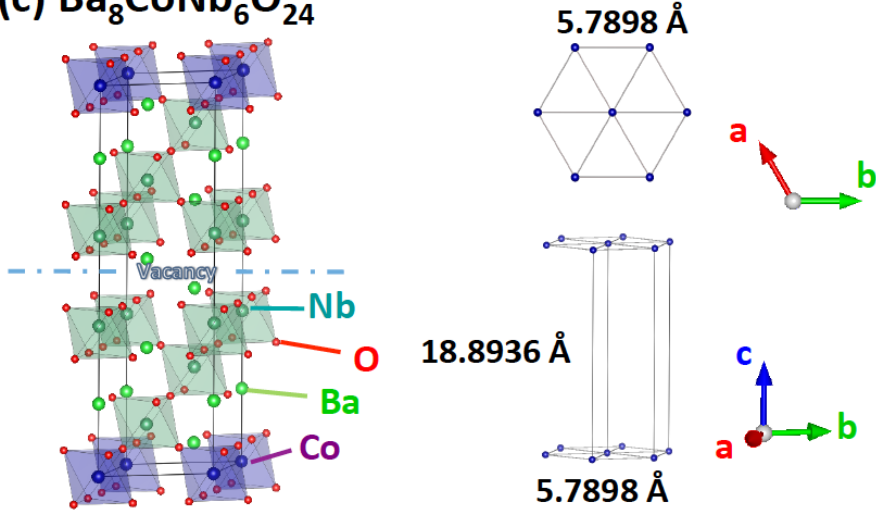 (c) Ba8CoNb6O24
5.7898 Å
a
b
Vacancy
Nb
O
Ba
Co
18.8936 Å
c
b
a
5.7898 Å